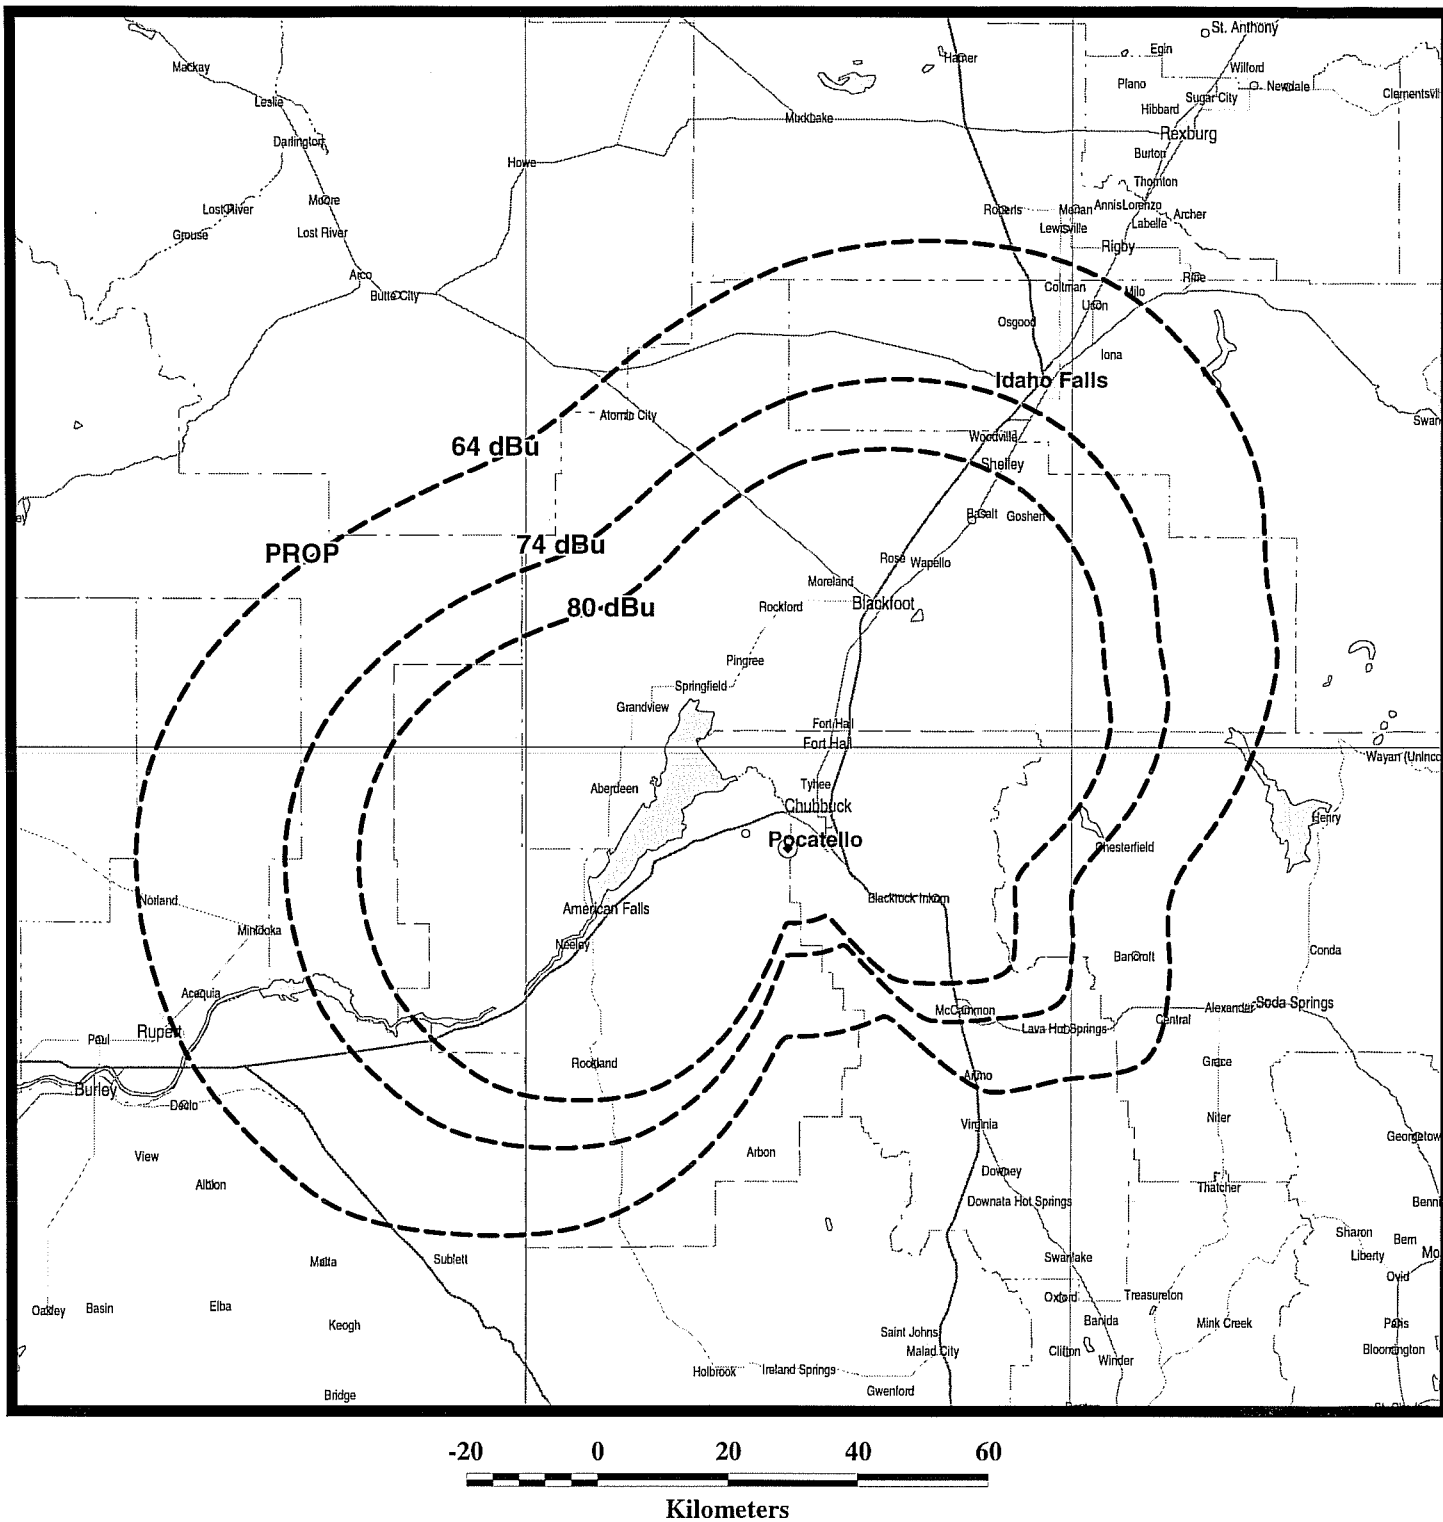 St. Anthony
Hamer
Egin
Mackay
Wilford
Plano
Newdale
Leslie
Sugar City
Clementsvil
Hibbard
Mudlake
Rexburg
Darlington
Burton
Howe
Thornton
Moore
Lost River
Roberts
Menan
Annis
Lorenzo
Archer
Lewisville
Labelle
Grouse
Lost River
Rigby
Arco
Ririe
Butte City
Coltman
Milo
Ucon
Osgood
Iona
Idaho Falls
Atomic City
Swan
64 dBu
Woodville
Shelley
Basalt
Goshen
ey
74 dBu
PROP
Rose
Wapello
Moreland
80 dBu
Rockford
Blackfoot
Pingree
Springfield
Grandview
Fort Hall
Fort Hall
Wayan (Uninco
Tyhee
Aberdeen
Chubbuck
Henry
Pocatello
Chesterfield
Norland
Blackrock
Inkom
American Falls
Minidoka
Neeley
Conda
Bancroft
Acequia
McCammon
Alexander
Soda Springs
Rupert
Central
Lava Hot Springs
Paul
Rockland
Grace
Arimo
Burley
Declo
Niter
Virginia
Georgetow
View
Arbon
Downey
Albion
Thatcher
Downata Hot Springs
Benni
Sharon
Bern
Malta
Sublett
Swanlake
Liberty
Mo
Ovid
Oxford
Treasureton
Oakley
Basin
Elba
Keogh
Banida
Mink Creek
Paris
Saint Johns
Malad City
Clifton
Bloomington
Winder
Holbrook
Ireland Springs
Bridge
Gwenford
-20 0 20 40 60
Kilometers